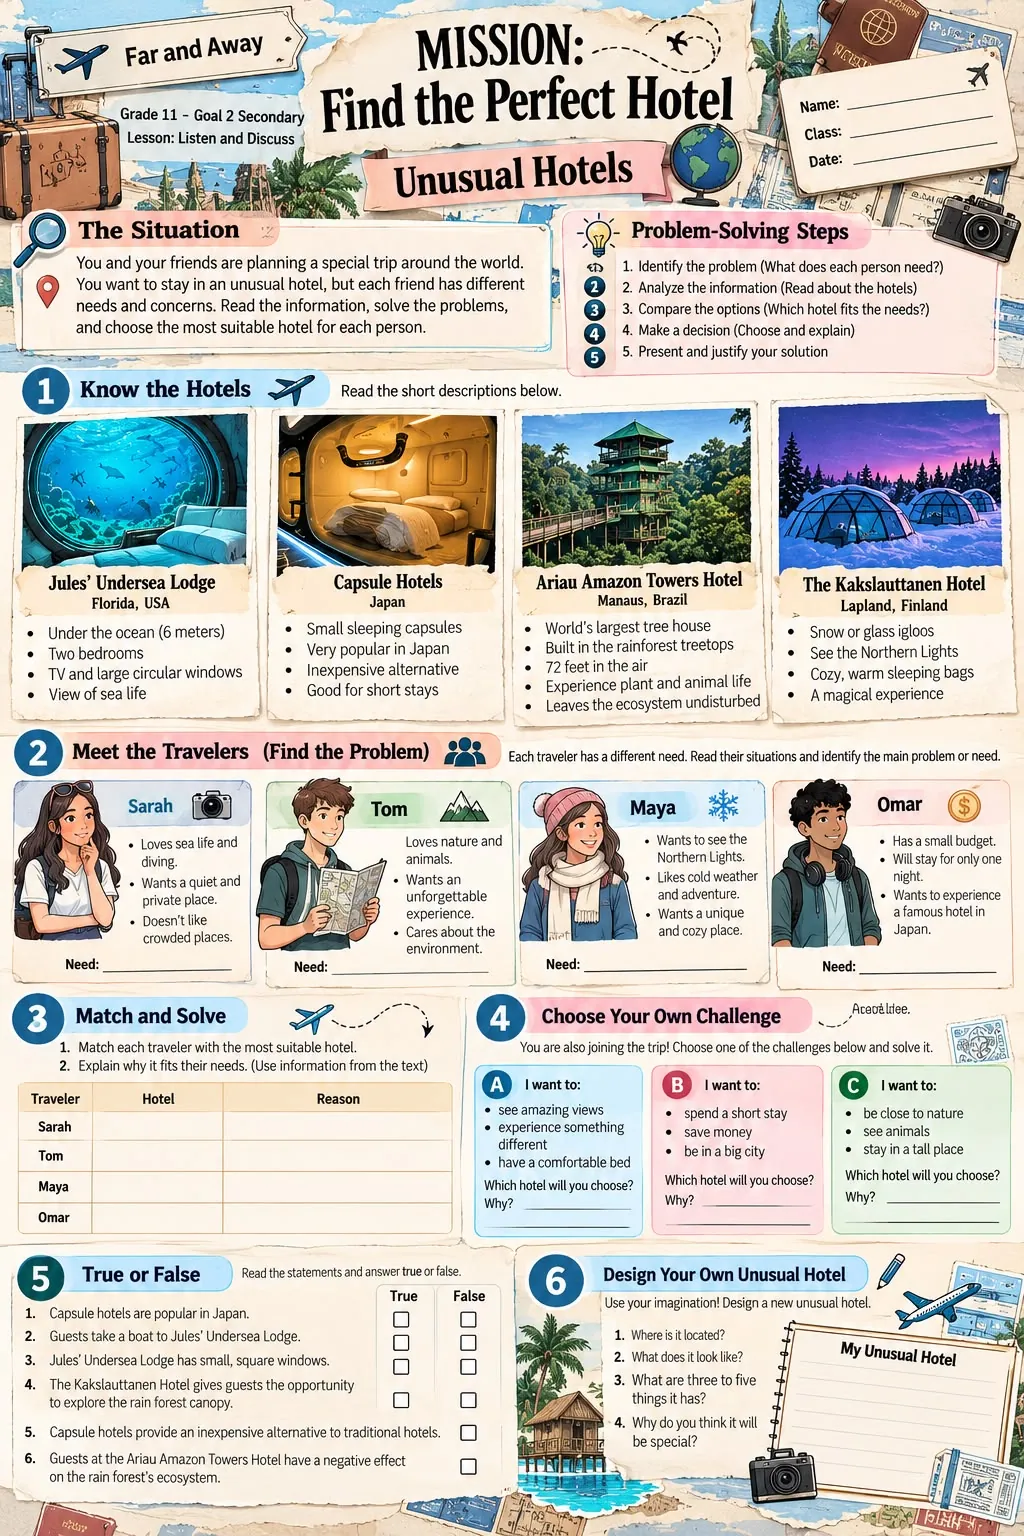 Far and Away
Grade 11 – Goal 2 Secondary
Lesson: Listen and Discuss
MISSION:
Find the Perfect Hotel
Unusual Hotels
Name:
Class:
Date:
The Situation
You and your friends are planning a special trip around the world.
You want to stay in an unusual hotel, but each friend has different
needs and concerns. Read the information, solve the problems,
and choose the most suitable hotel for each person.
Problem-Solving Steps
1. Identify the problem (What does each person need?)
2 2. Analyze the information (Read about the hotels)
3 3. Compare the options (Which hotel fits the needs?)
4 4. Make a decision (Choose and explain)
5 5. Present and justify your solution
1 Know the Hotels
Read the short descriptions below.
Jules' Undersea Lodge
Florida, USA
• Under the ocean (6 meters)
• Two bedrooms
• TV and large circular windows
• View of sea life
Capsule Hotels
Japan
• Small sleeping capsules
• Very popular in Japan
• Inexpensive alternative
• Good for short stays
Ariau Amazon Towers Hotel
Manaus, Brazil
• World's largest tree house
• Built in the rainforest treetops
• 72 feet in the air
• Experience plant and animal life
• Leaves the ecosystem undisturbed
The Kakslauttanen Hotel
Lapland, Finland
• Snow or glass igloos
• See the Northern Lights
• Cozy, warm sleeping bags
• A magical experience
2 Meet the Travelers (Find the Problem)
Each traveler has a different need. Read their situations and identify the main problem or need.
Sarah
• Loves sea life and
diving.
• Wants a quiet and
private place.
• Doesn't like
crowded places.
Need:
Tom
Loves nature and
animals.
• Wants an
unforgettable
experience.
• Cares about the
environment.
Need:
Maya
• Wants to see the
Northern Lights.
• Likes cold weather
and adventure.
• Wants a unique
and cozy place.
Need:
Omar
• Has a small budget.
• Will stay for only one
night.
• Wants to experience
a famous hotel in
Japan.
Need:
3 Match and Solve
1. Match each traveler with the most suitable hotel.
2. Explain why it fits their needs. (Use information from the text)
Traveler Hotel Reason
Sarah
Tom
Maya
Omar
4 Choose Your Own Challenge
You are also joining the trip! Choose one of the challenges below and solve it.
A I want to:
• see amazing views
• experience something
different
• have a comfortable bed
Which hotel will you choose?
Why?
B I want to:
• spend a short stay
• save money
• be in a big city
Which hotel will you choose?
Why?
C I want to:
• be close to nature
• see animals
• stay in a tall place
Which hotel will you choose?
Why?
5 True or False
Read the statements and answer true or false.
True False
1. Capsule hotels are popular in Japan.
2. Guests take a boat to Jules' Undersea Lodge.
3. Jules' Undersea Lodge has small, square windows.
4. The Kakslauttanen Hotel gives guests the opportunity
to explore the rain forest canopy.
5. Capsule hotels provide an inexpensive alternative to traditional hotels.
6. Guests at the Ariau Amazon Towers Hotel have a negative effect
on the rain forest's ecosystem.
6 Design Your Own Unusual Hotel
Use your imagination! Design a new unusual hotel.
1. Where is it located?
2. What does it look like?
3. What are three to five
things it has?
4. Why do you think it will
be special?
My Unusual Hotel